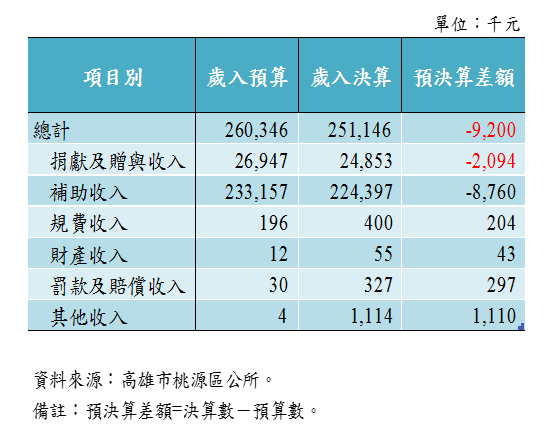 單位：千元
項目別 歲入預算 歲入決算 預決算差額
總計 260,346 251,146 -9,200
捐獻及贈與收入 26,947 24,853 -2,094
補助收入 233,157 224,397 -8,760
規費收入 196 400 204
財產收入 12 55 43
罰款及賠償收入 30 327 297
其他收入 4 1,114 1,110
資料來源：高雄市桃源區公所。
備註：預決算差額=決算數－預算數。